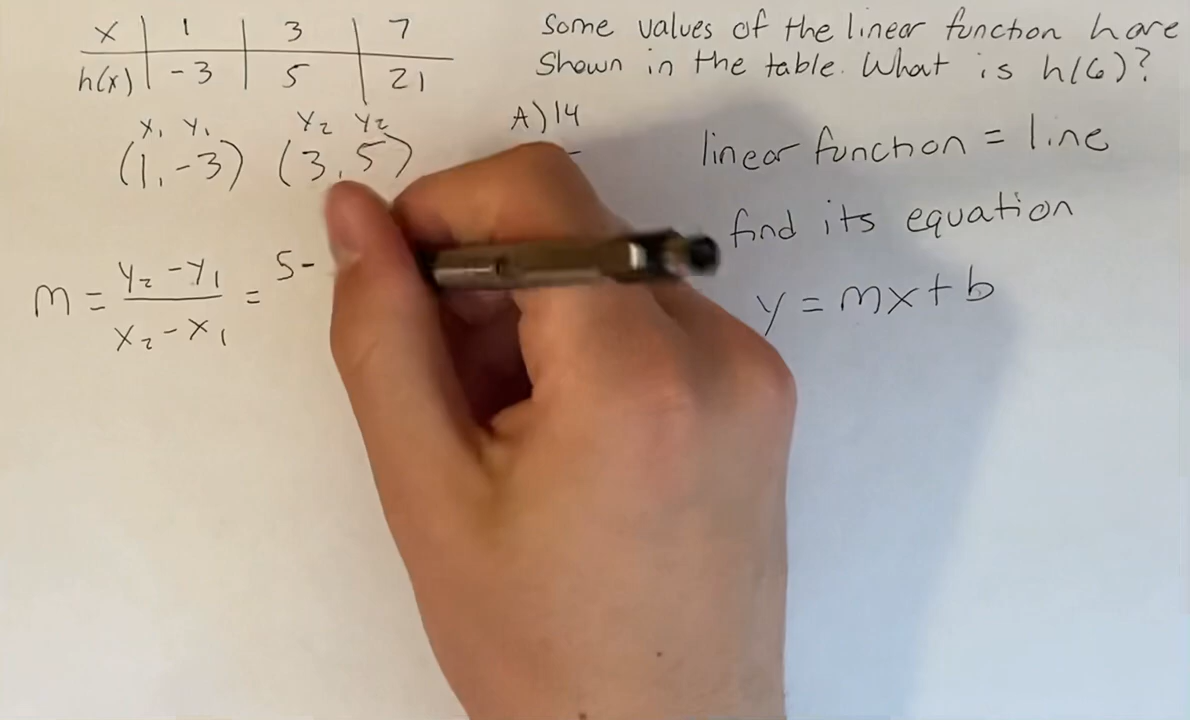 x 1 3 7
h(x) -3 5 21
Some values of the linear function h are
Shown in the table. What is h(6)?
x₁ y₁ y₂ y₂
(1,-3) (3,5)
A) 14
linear function = line
find its equation
y = mx+b
m = y₂ - y₁ / x₂ - x₁ = 5-